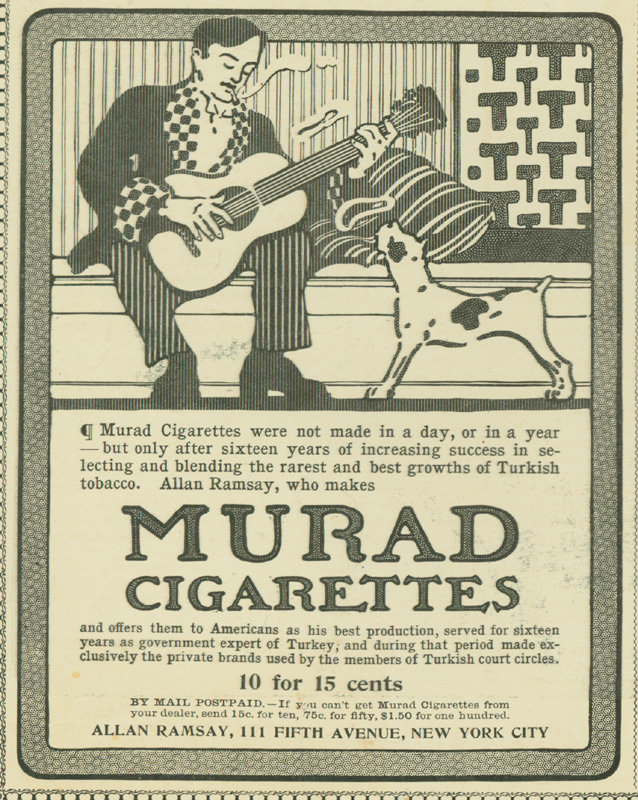 ¶ Murad Cigarettes were not made in a day, or in a year
—but only after sixteen years of increasing success in se-
lecting and blending the rarest and best growths of Turkish
tobacco. Allan Ramsay, who makes
MURAD
CIGARETTES
and offers them to Americans as his best production, served for sixteen
years as government expert of Turkey, and during that period made ex-
clusively the private brands used by the members of Turkish court circles.
10 for 15 cents
BY MAIL POSTPAID.—If you can't get Murad Cigarettes from
your dealer, send 15c. for ten, 75c. for fifty, $1.50 for one hundred.
ALLAN RAMSAY, 111 FIFTH AVENUE, NEW YORK CITY